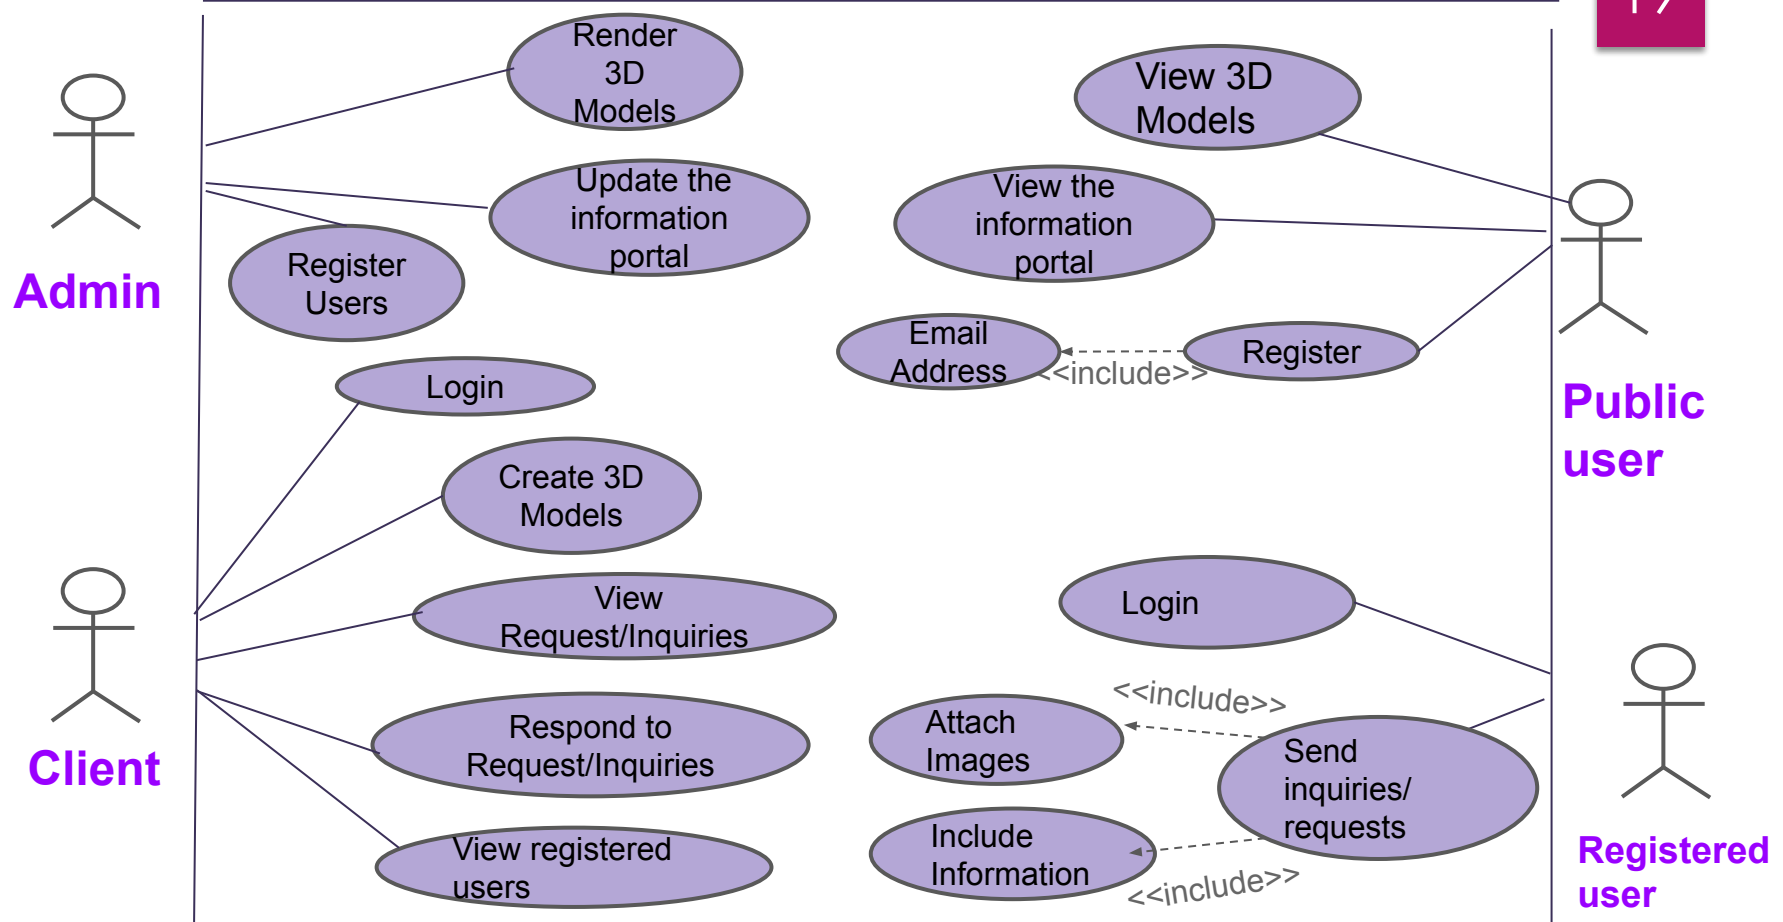 Render
3D
Models
View 3D
Models
Update the
information
portal
View the
information
portal
Register
Users
Admin
Email
Address
<<include>>
Register
Login
Public
user
Create 3D
Models
View
Request/Inquiries
Login
<<include>>
Attach
Images
Respond to
Request/Inquiries
Send
inquiries/
requests
Client
Include
Information
<<include>>
View registered
users
Registered
user